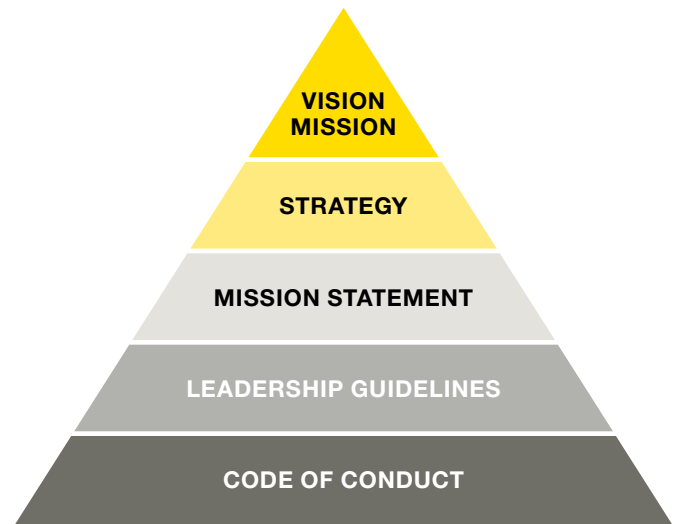 VISION
MISSION
STRATEGY
MISSION STATEMENT
LEADERSHIP GUIDELINES
CODE OF CONDUCT